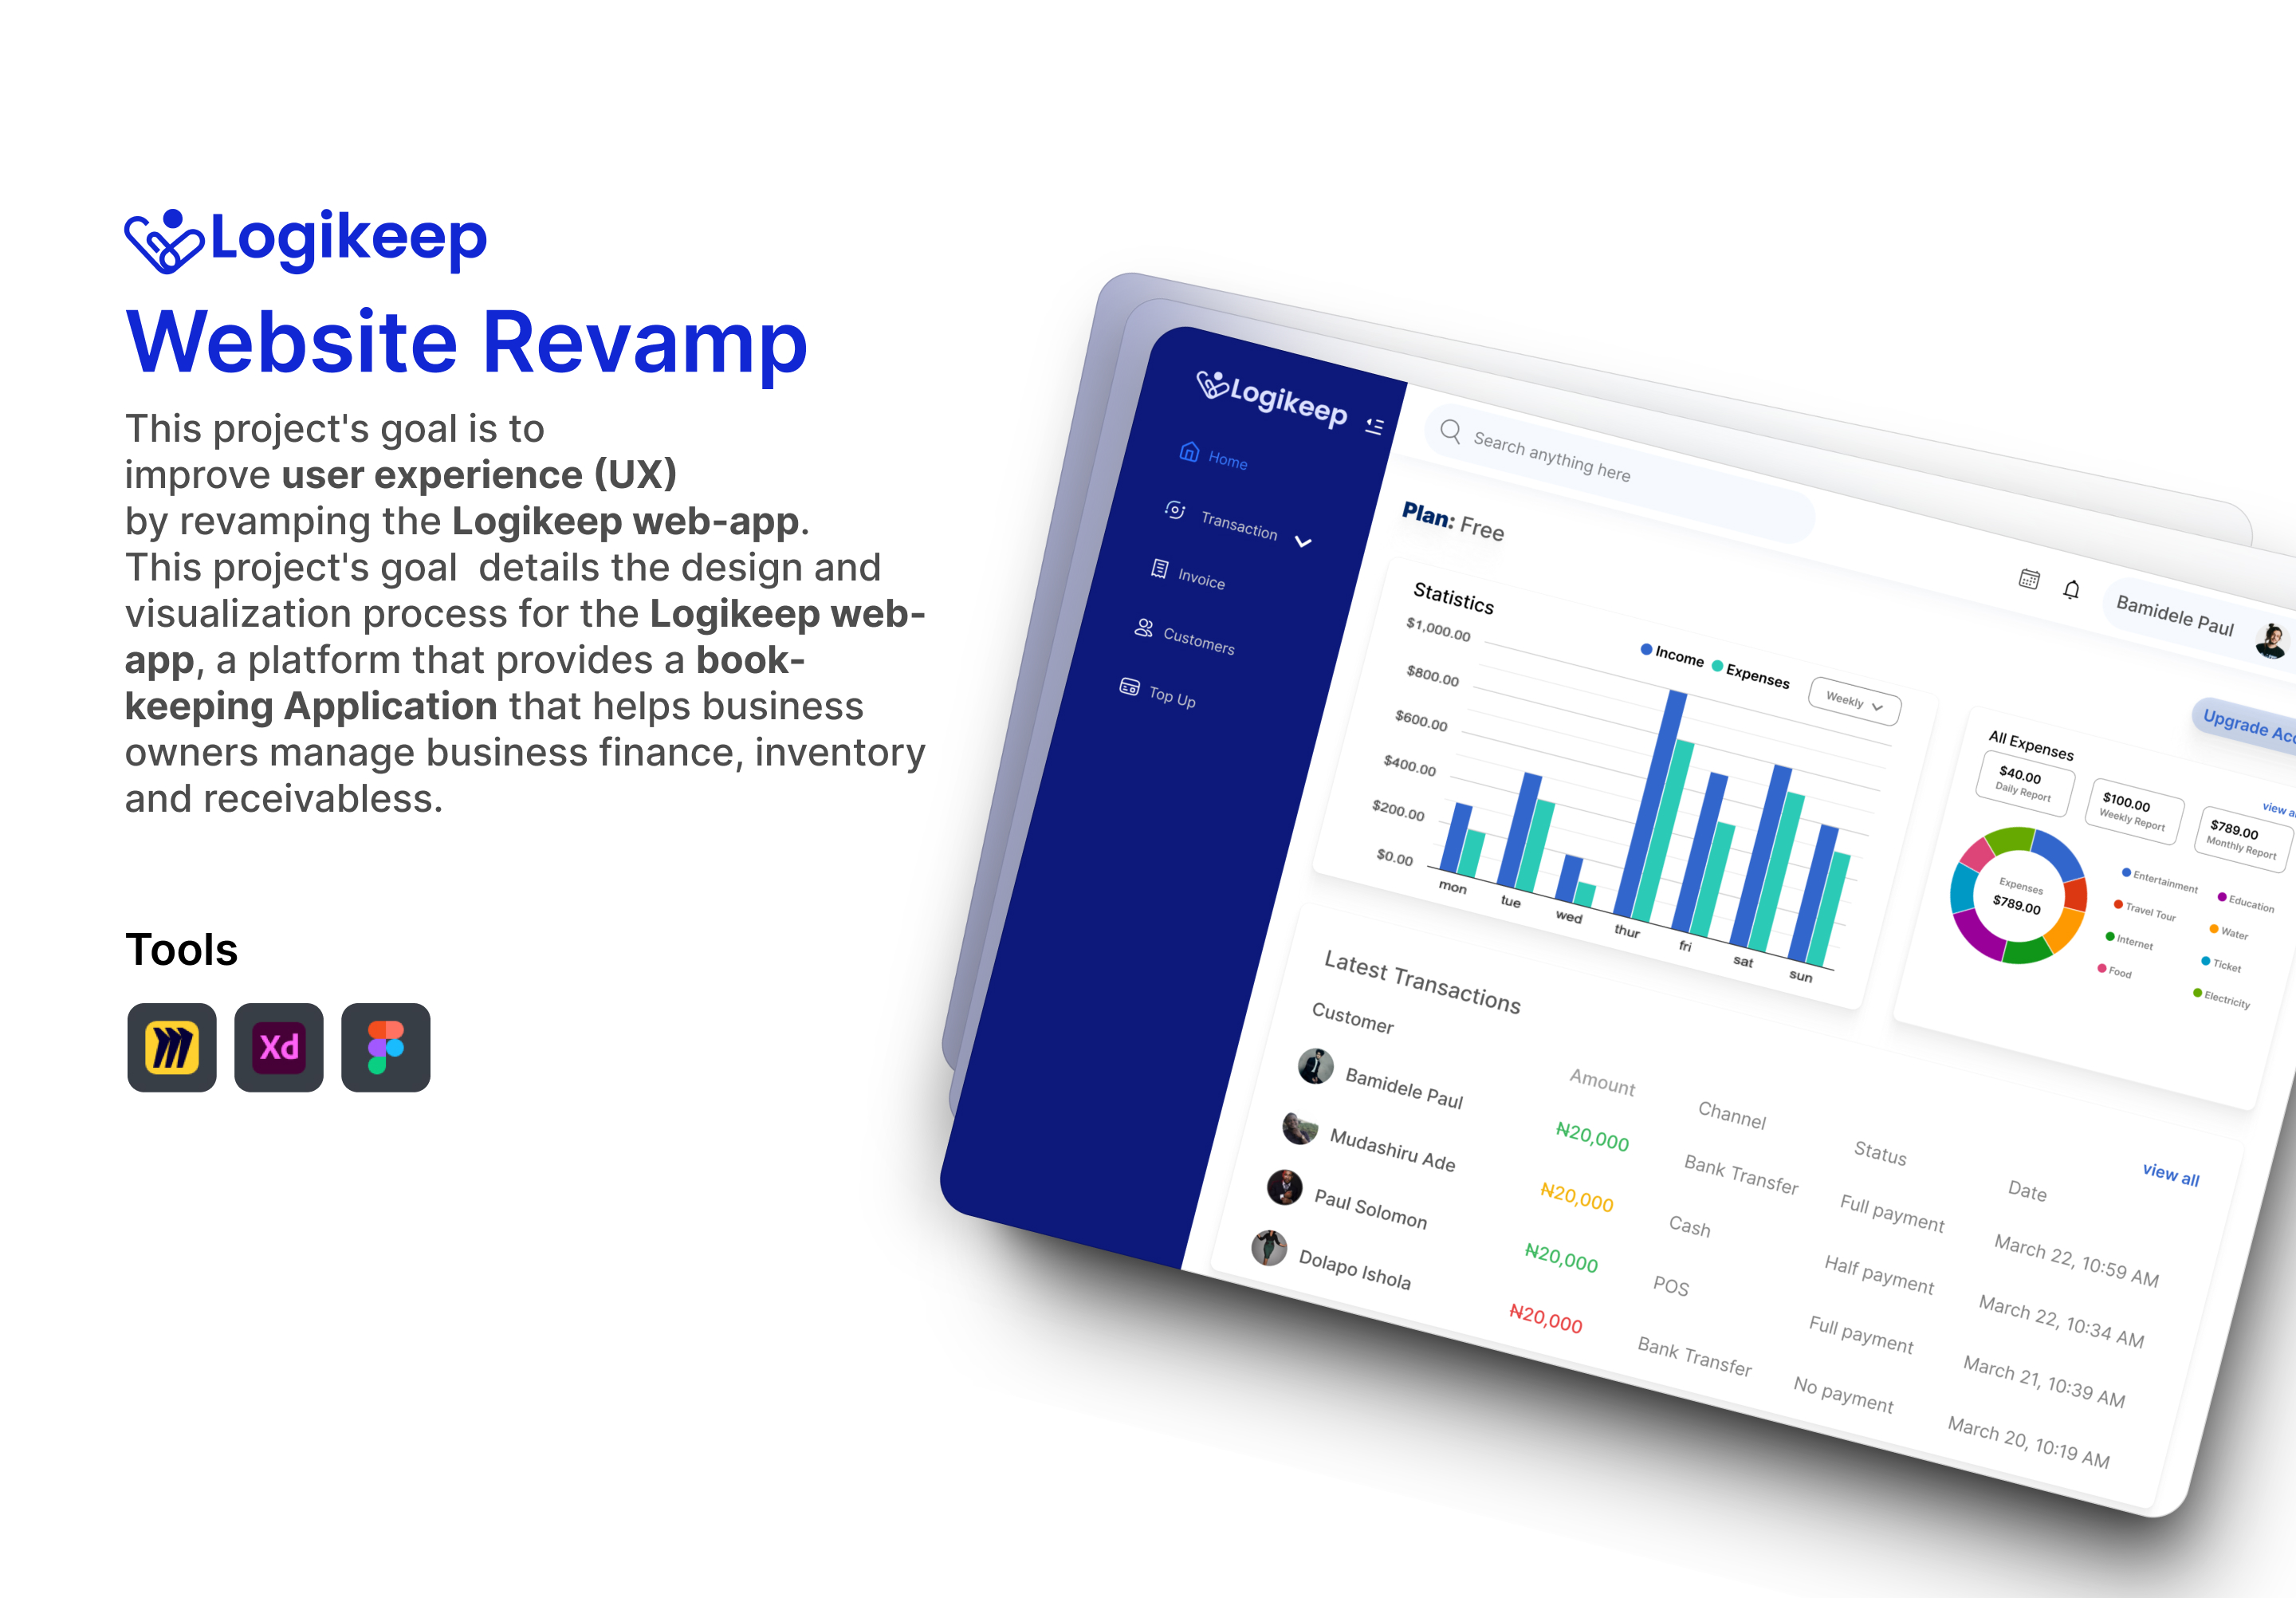 Logikeep
Website Revamp
This project's goal is to
improve user experience (UX)
by revamping the Logikeep web-app.
This project's goal  details the design and
visualization process for the Logikeep web-
app, a platform that provides a book-
keeping Application that helps business
owners manage business finance, inventory
and receivabless.
Tools
Xd
Logikeep
Home
Transaction
Invoice
Customers
Top Up
Search anything here
Bamidele Paul
Plan: Free
Statistics
Income Expenses
Weekly
$1,000.00
$800.00
$600.00
$400.00
$200.00
$0.00
mon tue wed thur fri sat sun
All Expenses
$40.00
Daily Report
$100.00
Weekly Report
$789.00
Monthly Report
Expenses
$789.00
Entertainment
Education
Travel Tour
Water
Internet
Ticket
Food
Electricity
Upgrade
view
Latest Transactions
view all
Customer Amount Channel Status Date
Bamidele Paul ₦20,000 Bank Transfer Full payment March 22, 10:59 AM
Mudashiru Ade ₦20,000 Cash Half payment March 22, 10:34 AM
Paul Solomon ₦20,000 POS Full payment March 21, 10:39 AM
Dolapo Ishola ₦20,000 Bank Transfer No payment March 20, 10:19 AM